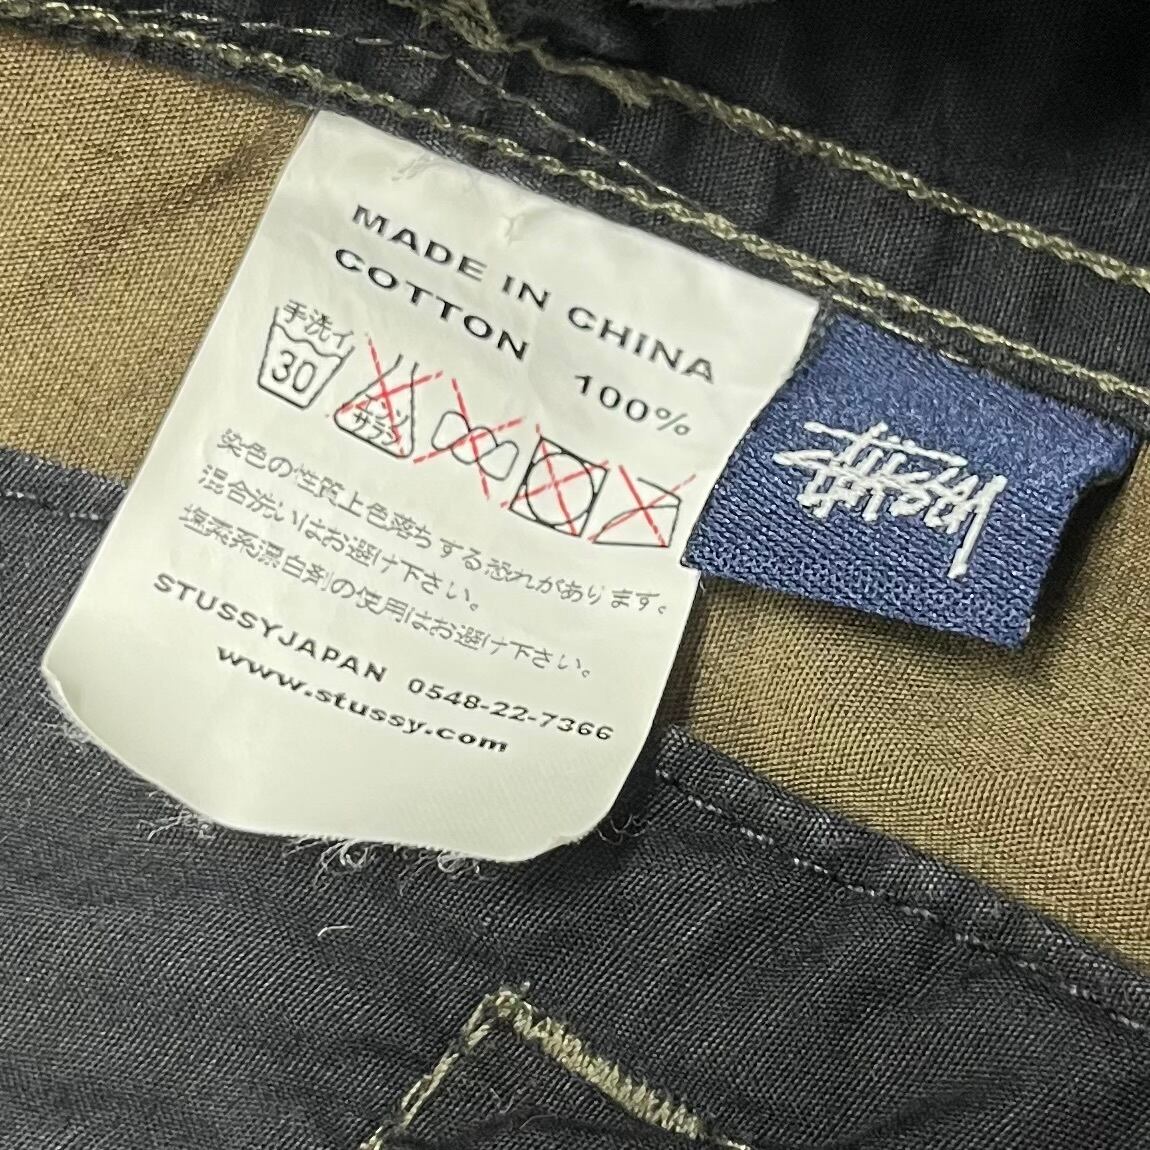 MADE IN CHINA
COTTON 100%
手洗イ
30
エンソ
サラシ
染色の性質上色落ちする恐れがあります。
混合洗いはお避け下さい。
塩素系漂白剤の使用はお避け下さい。
STUSSYJAPAN 0548-22-7366
www.stussy.com
Stüssy